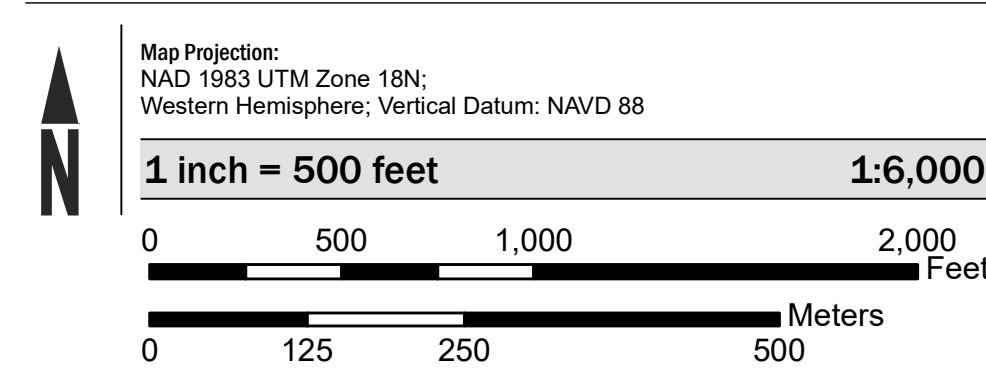 Map Projection:
NAD 1983 UTM Zone 18N;
Western Hemisphere; Vertical Datum: NAVD 88
N
1 inch = 500 feet 1:6,000
0 500 1,000 2,000
Feet
Meters
0 125 250 500